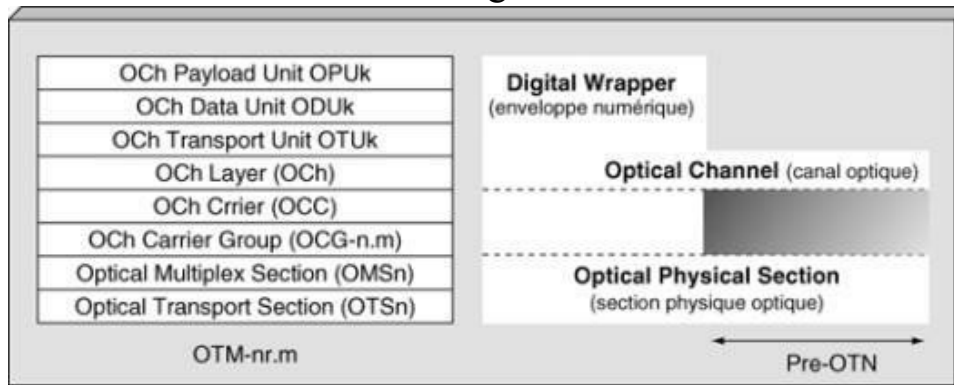 OCh Payload Unit OPUk
OCh Data Unit ODUk
OCh Transport Unit OTUk
OCh Layer (OCh)
OCh Crrier (OCC)
OCh Carrier Group (OCG-n.m)
Optical Multiplex Section (OMSn)
Optical Transport Section (OTSn)
OTM-nr.m
Digital Wrapper
(enveloppe numérique)
Optical Channel (canal optique)
Optical Physical Section
(section physique optique)
Pre-OTN